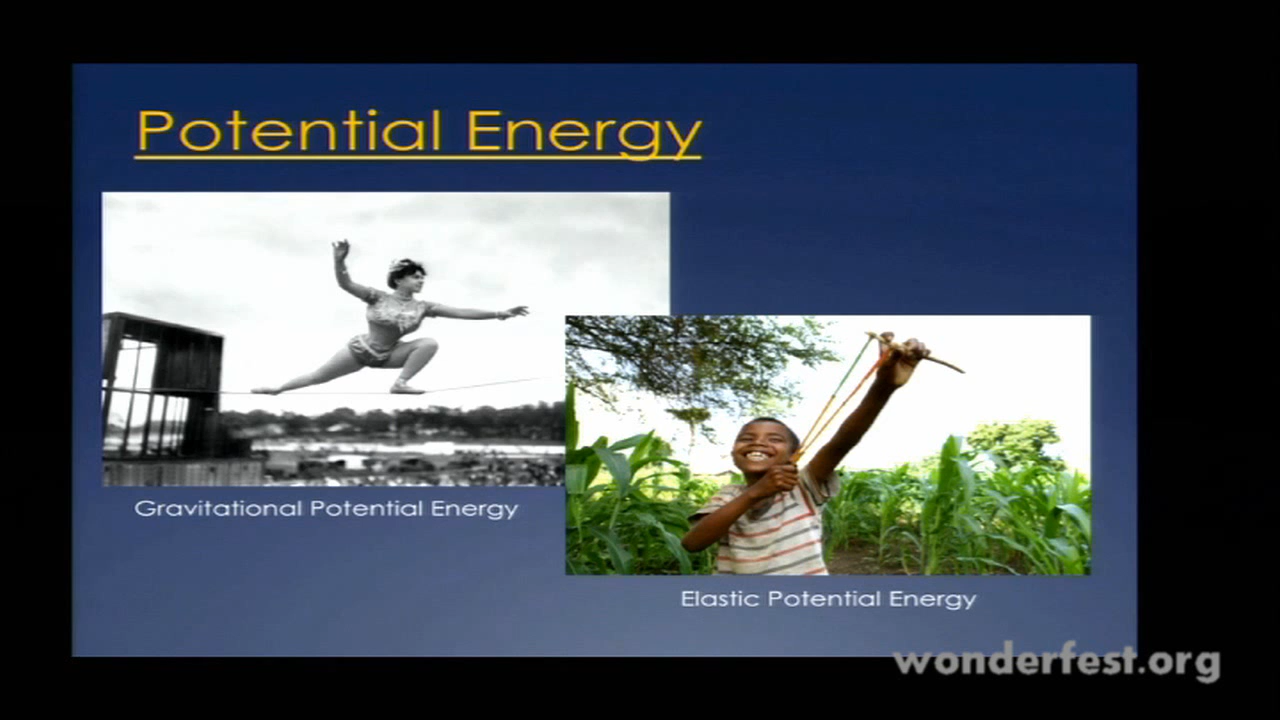 Potential Energy
Gravitational Potential Energy
Elastic Potential Energy
wonderfest.org